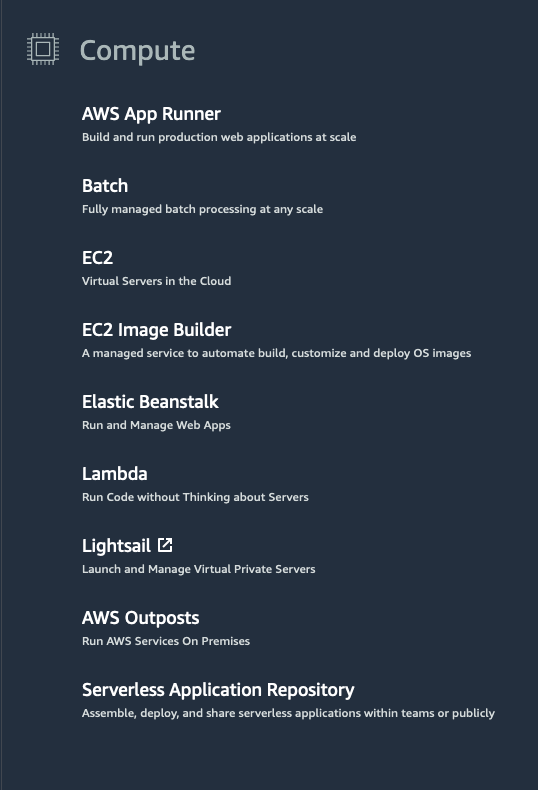 Compute
AWS App Runner
Build and run production web applications at scale
Batch
Fully managed batch processing at any scale
EC2
Virtual Servers in the Cloud
EC2 Image Builder
A managed service to automate build, customize and deploy OS images
Elastic Beanstalk
Run and Manage Web Apps
Lambda
Run Code without Thinking about Servers
Lightsail
Launch and Manage Virtual Private Servers
AWS Outposts
Run AWS Services On Premises
Serverless Application Repository
Assemble, deploy, and share serverless applications within teams or publicly